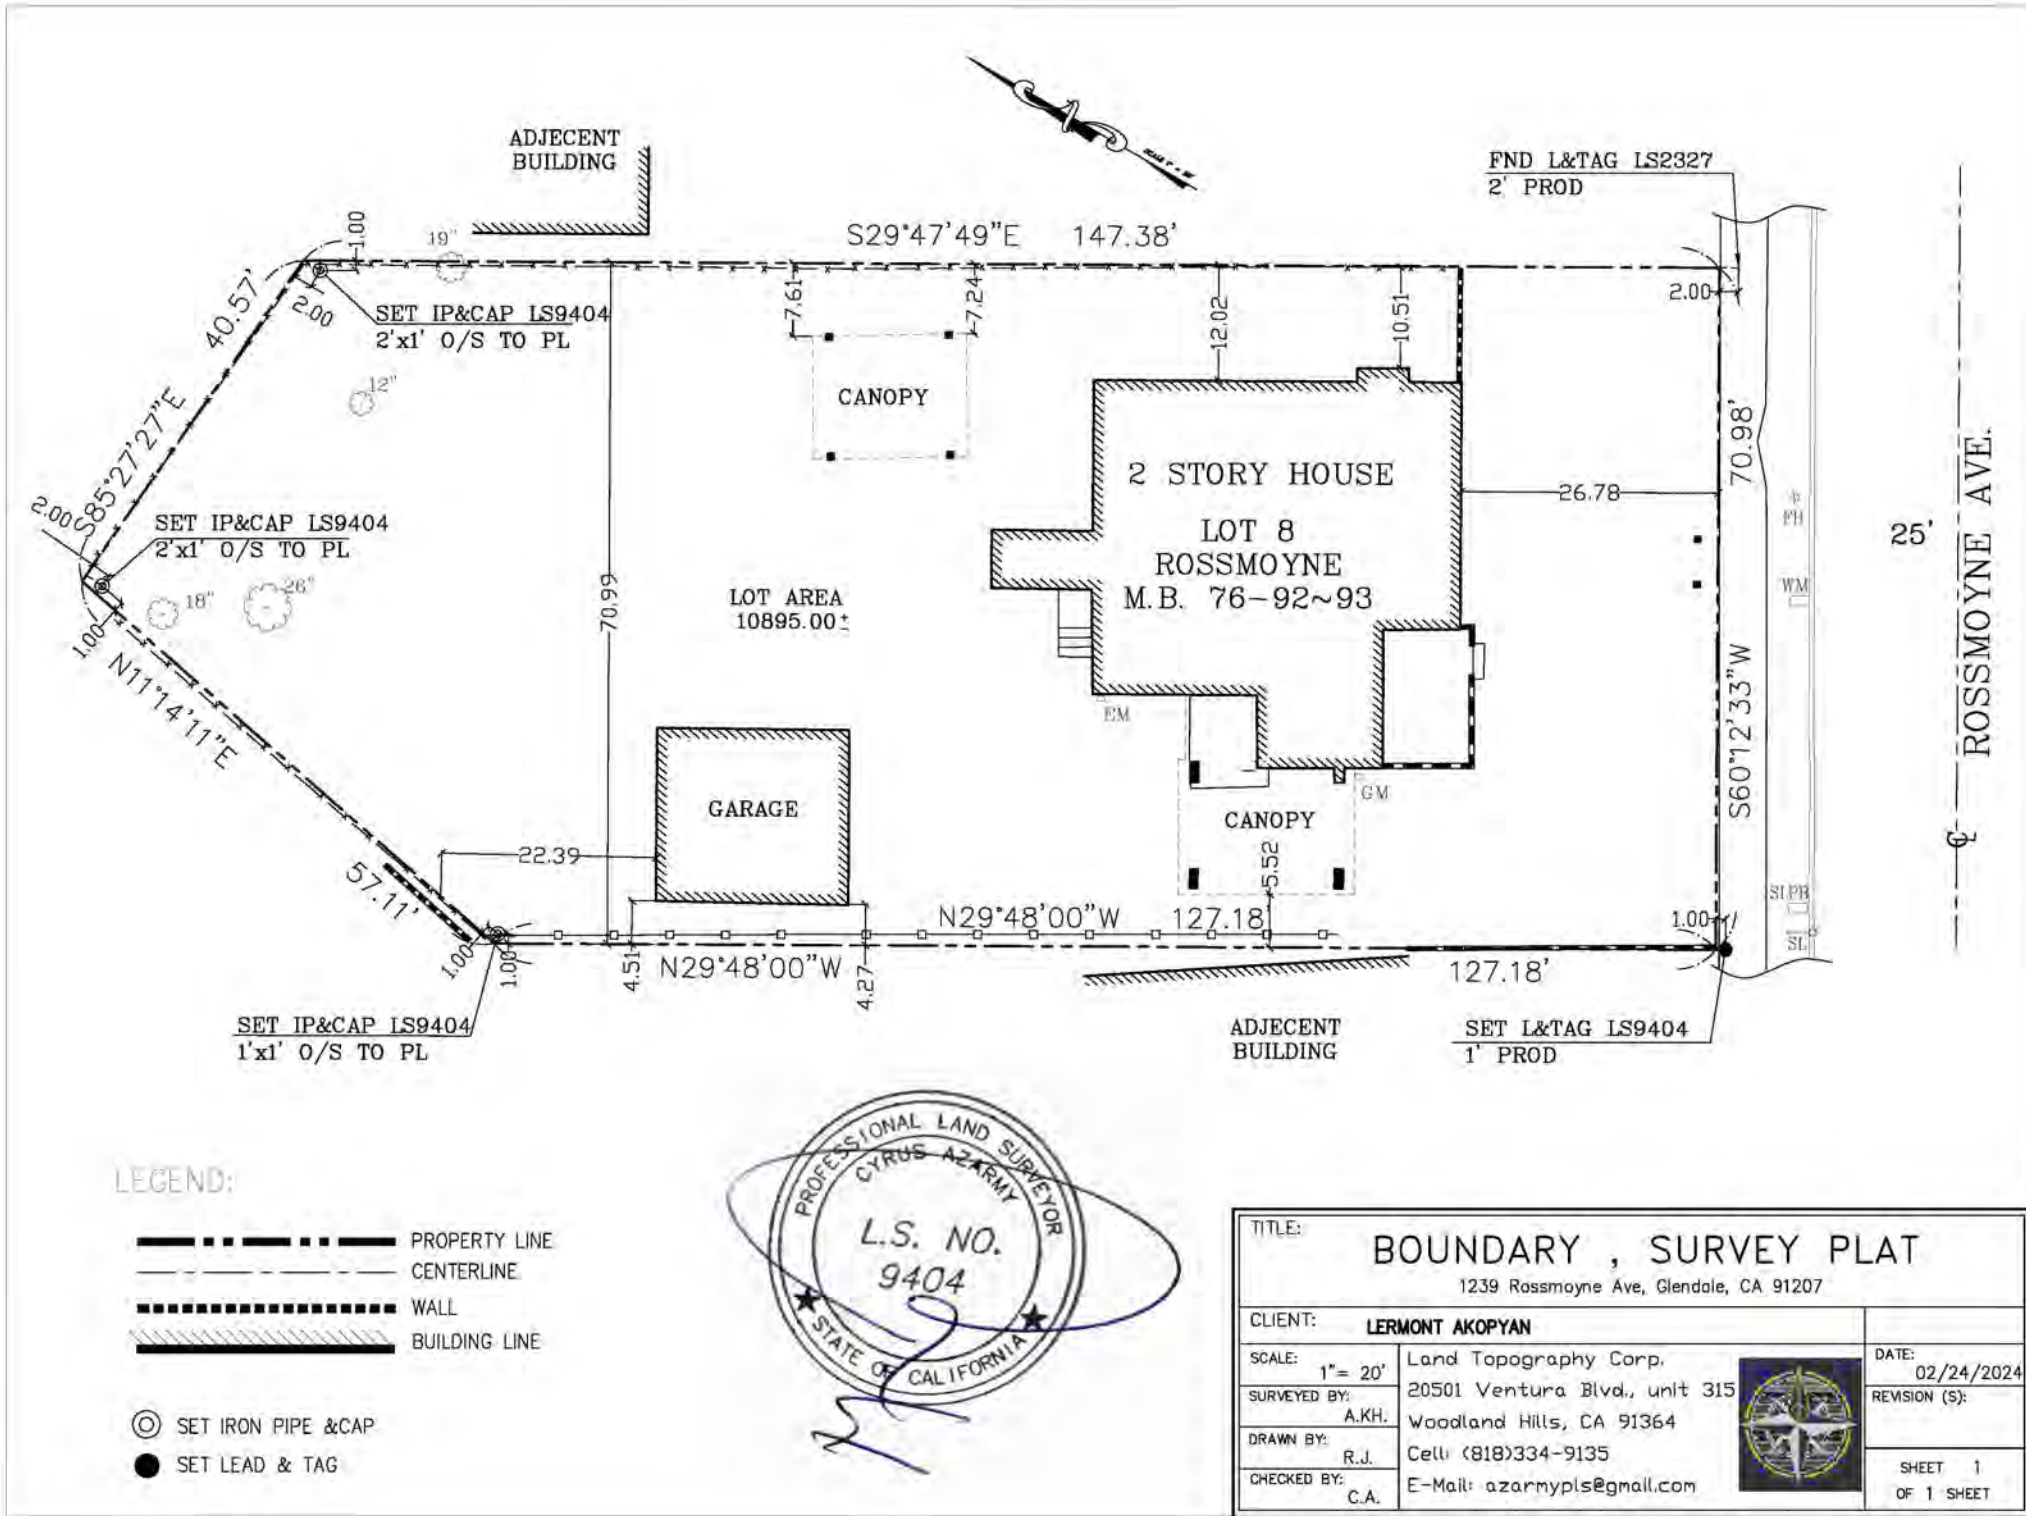 ADJECENT
BUILDING
FND L&TAG LS2327
2' PROD
S29°47'49"E 147.38'
1.00
19"
40.57'
2.00
SET IP&CAP LS9404
2'x1' O/S TO PL
7.61
7.24
12.02
10.51
2.00
12"
CANOPY
S85°27'27"E
2 STORY HOUSE
LOT 8
ROSSMOYNE
M.B. 76-92~93
70.98'
26.78
FH
25'
ROSSMOYNE AVE.
2.00
SET IP&CAP LS9404
2'x1' O/S TO PL
18"
26"
70.99
LOT AREA
10895.00±
WM
1.00
N11°14'11"E
S60°12'33"W
EM
GM
GARAGE
CANOPY
5.52
22.39
57.11'
SLPB
1.00
SL
N29°48'00"W 127.18'
1.00
1.00
4.51
N29°48'00"W
4.27
127.18'
SET IP&CAP LS9404
1'x1' O/S TO PL
ADJECENT
BUILDING
SET L&TAG LS9404
1' PROD
LEGEND:
PROPERTY LINE
CENTERLINE
WALL
BUILDING LINE
SET IRON PIPE &CAP
SET LEAD & TAG
PROFESSIONAL LAND SURVEYOR
CYRUS AZARMY
L.S. NO.
9404
STATE OF CALIFORNIA
TITLE:
BOUNDARY , SURVEY PLAT
1239 Rossmoyne Ave, Glendale, CA 91207
CLIENT: LERMONT AKOPYAN
SCALE: 1"= 20'
SURVEYED BY: A.KH.
DRAWN BY: R.J.
CHECKED BY: C.A.
Land Topography Corp.
20501 Ventura Blvd., unit 315
Woodland Hills, CA 91364
Cell: (818)334-9135
E-Mail: azarmypls@gmail.com
DATE: 02/24/2024
REVISION (S):
SHEET 1
OF 1 SHEET